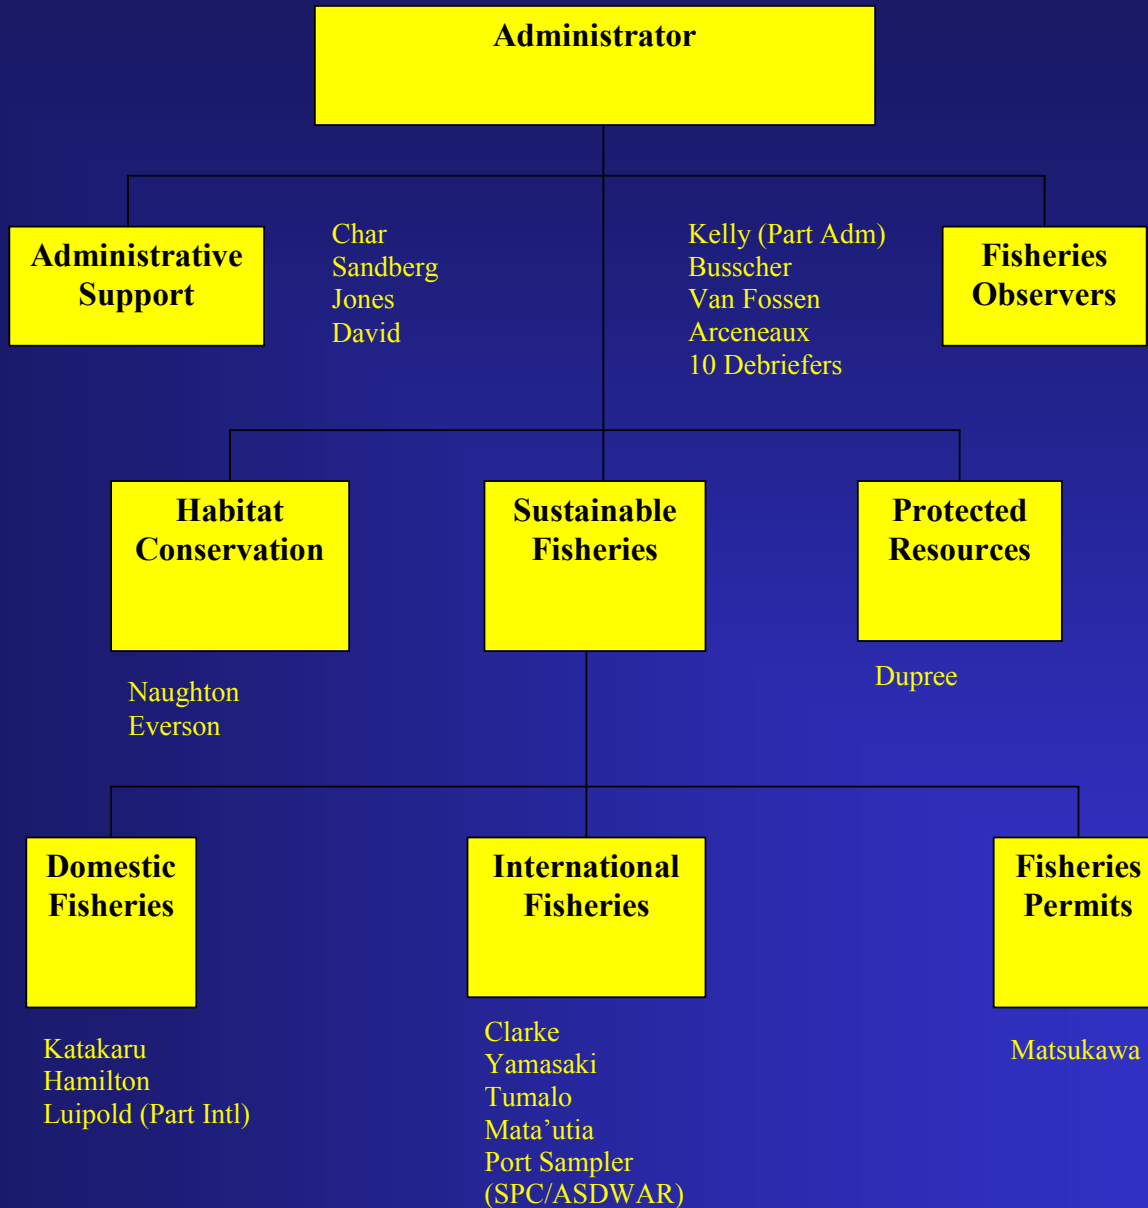 Administrator
Administrative
Support
Char
Sandberg
Jones
David
Kelly (Part Adm)
Busscher
Van Fossen
Arceneaux
10 Debriefers
Fisheries
Observers
Habitat
Conservation
Naughton
Everson
Sustainable
Fisheries
Protected
Resources
Dupree
Domestic
Fisheries
Katakaru
Hamilton
Luipold (Part Intl)
International
Fisheries
Clarke
Yamasaki
Tumalo
Mata’utia
Port Sampler
(SPC/ASDWAR)
Fisheries
Permits
Matsukawa